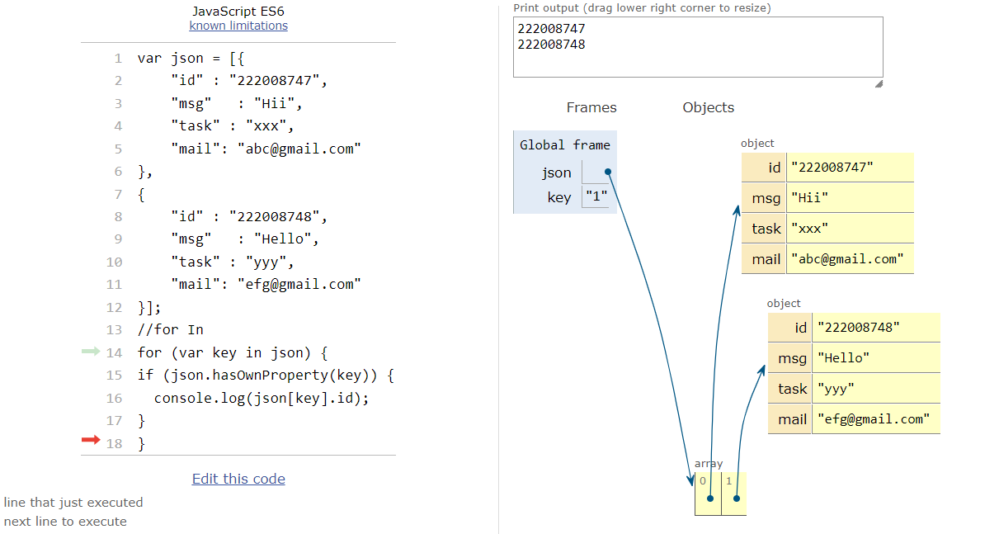 JavaScript ES6
known limitations
1 var json = [{
2     "id" : "222008747",
3     "msg"   : "Hii",
4     "task" : "xxx",
5     "mail": "abc@gmail.com"
6 },
7 {
8     "id" : "222008748",
9     "msg"   : "Hello",
10     "task" : "yyy",
11     "mail": "efg@gmail.com"
12 }];
13 //for In
14 for (var key in json) {
15 if (json.hasOwnProperty(key)) {
16   console.log(json[key].id);
17 }
18 }
Edit this code
line that just executed
next line to execute
Print output (drag lower right corner to resize)
222008747
222008748
Frames Objects
Global frame
json
key "1"
object
id "222008747"
msg "Hii"
task "xxx"
mail "abc@gmail.com"
object
id "222008748"
msg "Hello"
task "yyy"
mail "efg@gmail.com"
array
0 1